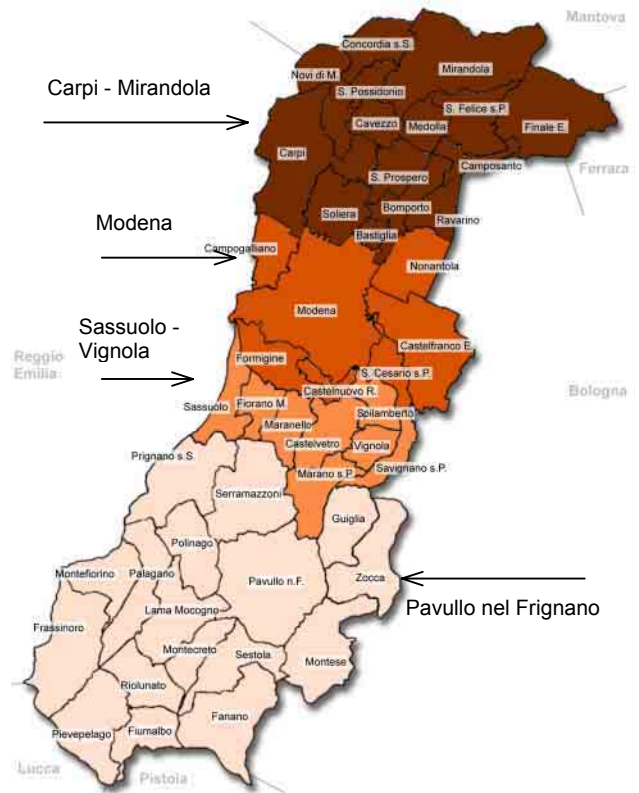 Mantova
Concordia s.S.
Novi di M.
Mirandola
Carpi - Mirandola
S. Possidonio
S. Felice s.P.
Cavezzo
Medolla
Finale E.
Carpi
Camposanto
Ferrara
S. Prospero
Bomporto
Soliera
Ravarino
Modena
Bastiglia
Campogalliano
Nonantola
Modena
Sassuolo -
Vignola
Castelfranco E.
Reggio
Emilia
Formigine
S. Cesario s.P.
Castelnuovo R.
Bologna
Sassuolo
Fiorano M.
Spilamberto
Maranello
Castelvetro
Vignola
Prignano s.S.
Marano s.P.
Savignano s.P.
Serramazzoni
Guiglia
Polinago
Montefiorino
Palagano
Pavullo n.F.
Zocca
Pavullo nel Frignano
Lama Mocogno
Frassinoro
Montecreto
Sestola
Montese
Riolunato
Fanano
Pievepelago
Fiumalbo
Lucca
Pistoia